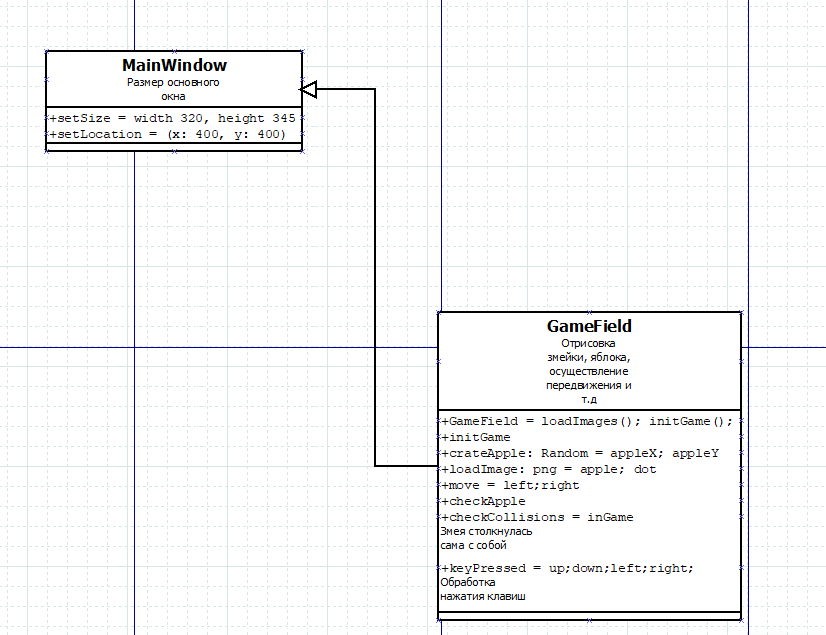 MainWindow
Размер основного
окна
+setSize = width 320, height 345
+setLocation = (x: 400, y: 400)
GameField
Отрисовка
змейки, яблока,
осуществление
передвижения и
т.д
+GameField = loadImages(); initGame();
+initGame
+crateApple: Random = appleX; appleY
+loadImage: png = apple; dot
+move = left;right
+checkApple
+checkCollisions = inGame
Змея столкнулась
сама с собой
+keyPressed = up;down;left;right;
Обработка
нажатия клавиш